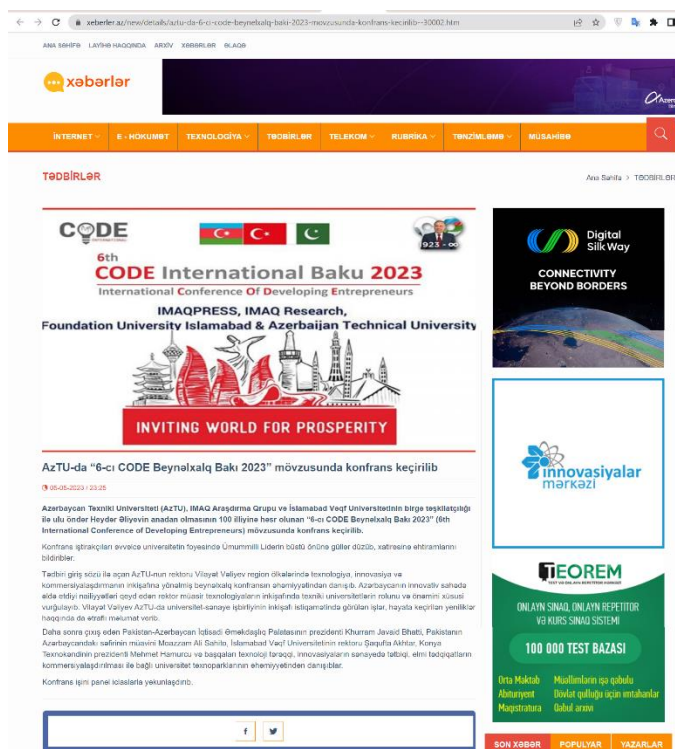 xeberler.az/new/details/aztu-da-6-ci-code-beynelxalq-baki-2023-movzusunda-konfrans-kecirilib--30002.htm
ANA SƏHİFƏ LAYİHƏ HAQQINDA ARXİV XƏBƏRLƏR ƏLAQƏ
xəbərlər
İNTERNET E - HÖKUMƏT TEXNOLOGİYA TƏDBİRLƏR TELEKOM RUBRİKA TƏNZİMLƏMƏ MÜSAHİBƏ
TƏDBİRLƏR
Ana Səhifə > TƏDBİRLƏR
CODE
INTERNATIONAL
923 - ∞
6th
CODE International Baku 2023
International Conference Of Developing Entrepreneurs
IMAQPRESS, IMAQ Research,
Foundation University Islamabad & Azerbaijan Technical University
INVITING WORLD FOR PROSPERITY
AzTU-da “6-cı CODE Beynəlxalq Bakı 2023” mövzusunda konfrans keçirilib
05-05-2023 / 23:25
Azərbaycan Texniki Universiteti (AzTU), IMAQ Araşdırma Qrupu və İslamabad Vəqf Universitetinin birgə təşkilatçılığı
ilə ulu öndər Heydər Əliyevin anadan olmasının 100 illiyinə həsr olunan “6-cı CODE Beynəlxalq Bakı 2023” (6th
International Conference of Developing Entrepreneurs) mövzusunda konfrans keçirilib.
Konfrans iştirakçıları əvvəlcə universitetin foyesində Ümummilli Liderin büstü önünə güllər düzüb, xatirəsinə ehtiramlarını
bildiriblər.
Tədbiri giriş sözü ilə açan AzTU-nun rektoru Vilayət Vəliyev region ölkələrində texnologiya, innovasiya və
kommersiyalaşdırmanın inkişafına yönəlmiş beynəlxalq konfransın əhəmiyyətindən danışıb. Azərbaycanın innovativ sahədə
əldə etdiyi nailiyyətləri qeyd edən rektor müasir texnologiyaların inkişafında texniki universitetlərin rolunu və önəmini xüsusi
vurğulayıb. Vilayət Vəliyev AzTU-da universitet-sənaye işbirliyinin inkişafı istiqamətində görülən işlər, həyata keçirilən yeniliklər
haqqında da ətraflı məlumat verib.
Daha sonra çıxış edən Pakistan-Azərbaycan İqtisadi Əməkdaşlıq Palatasının prezidenti Khurram Javaid Bhatti, Pakistanın
Azərbaycandakı səfirinin müavini Moazzam Ali Sahito, İslamabad Vəqf Universitetinin rektoru Şaqufta Akhtar, Konya
Texnokəndinin prezidenti Mehmet Hamurcu və başqaları texnoloji tərəqqi, innovasiyaların sənayedə tətbiqi, elmi tədqiqatların
kommersiyalaşdırılması ilə bağlı universitet texnoparklarının əhəmiyyətindən danışıblar.
Konfrans işini panel iclaslarla yekunlaşdırıb.
Digital
Silk Way
CONNECTIVITY
BEYOND BORDERS
innovasiyalar
mərkəzi
TEOREM
ONLAYN SINAQ, ONLAYN REPETİTOR
VƏ KURS SINAQ SİSTEMİ
100 000 TEST BAZASI
Orta Məktəb Müəllimlərin işə qəbulu
Abituriyent Dövlət qulluğu üçün imtahanlar
Magistratura Qəbul arxivi
SON XƏBƏR POPULYAR YAZARLAR